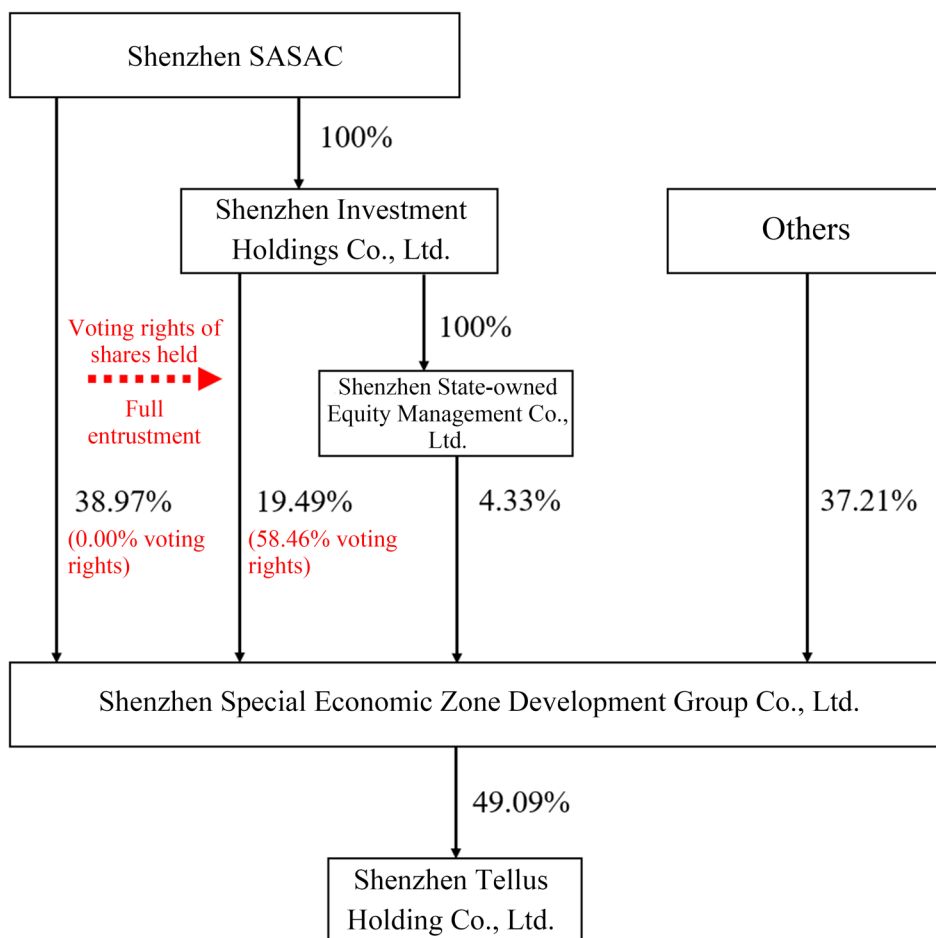 Shenzhen SASAC
100%
Shenzhen Investment
Holdings Co., Ltd.
Others
Voting rights of
shares held
Full
entrustment
100%
Shenzhen State-owned
Equity Management Co.,
Ltd.
38.97%
(0.00% voting
rights)
19.49%
(58.46% voting
rights)
4.33%
37.21%
Shenzhen Special Economic Zone Development Group Co., Ltd.
49.09%
Shenzhen Tellus
Holding Co., Ltd.